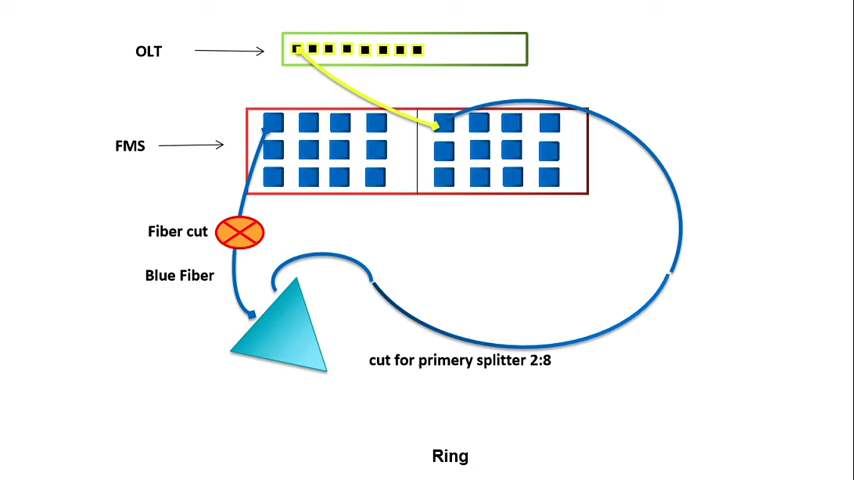 OLT
FMS
Fiber cut
Blue Fiber
cut for primery splitter 2:8
Ring